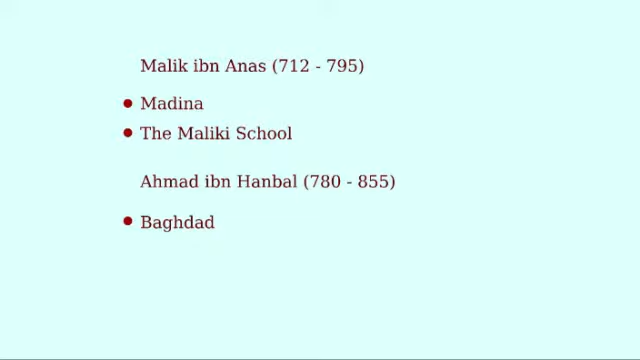 Malik ibn Anas (712 - 795)
• Madina
• The Maliki School
Ahmad ibn Hanbal (780 - 855)
• Baghdad